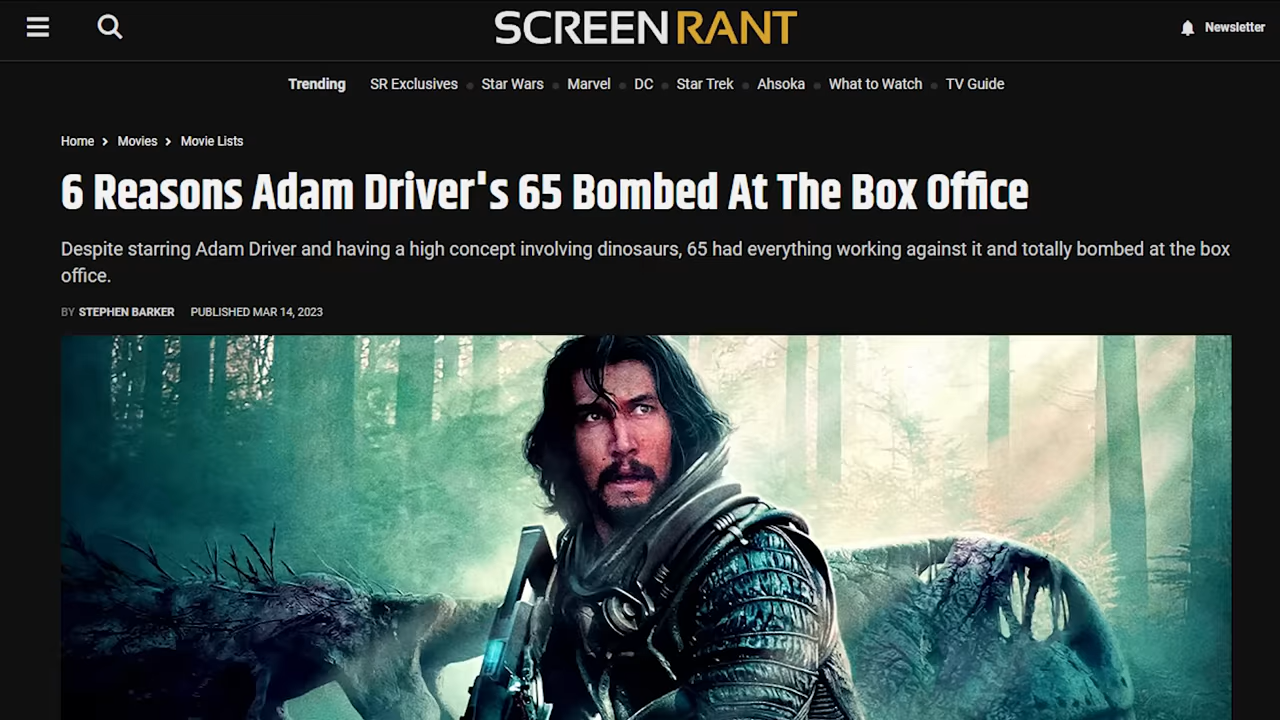 SCREENRANT
Newsletter
Trending SR Exclusives Star Wars Marvel DC Star Trek Ahsoka What to Watch TV Guide
Home > Movies > Movie Lists
6 Reasons Adam Driver's 65 Bombed At The Box Office
Despite starring Adam Driver and having a high concept involving dinosaurs, 65 had everything working against it and totally bombed at the box
office.
BY STEPHEN BARKER PUBLISHED MAR 14, 2023